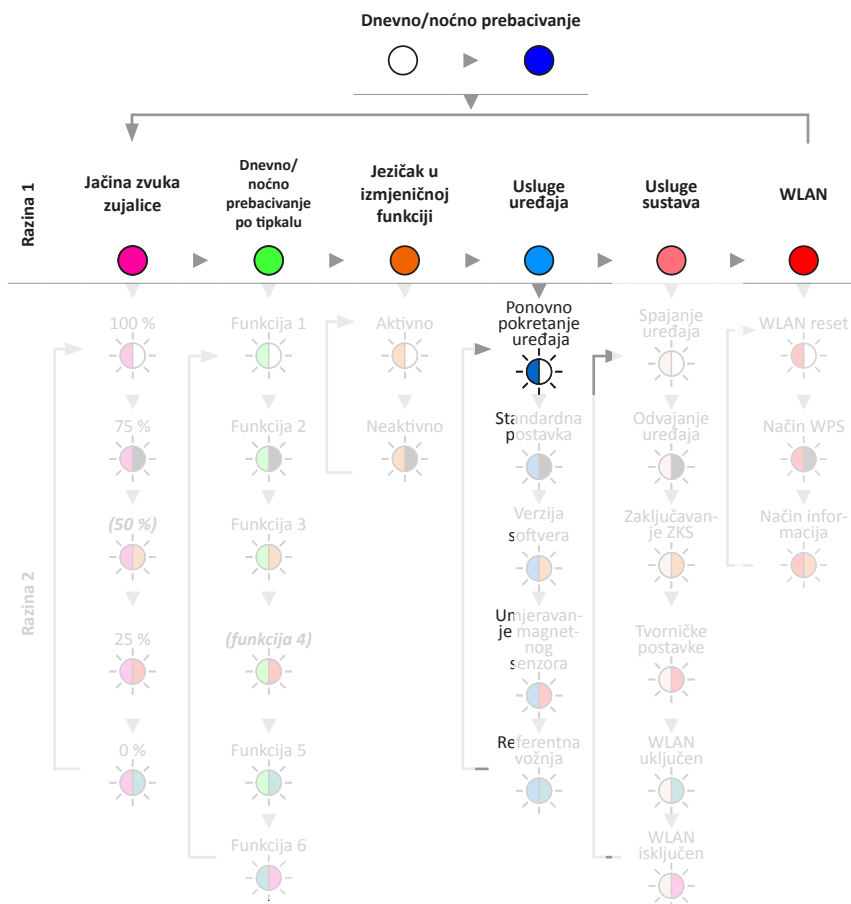 Dnevno/noćno prebacivanje
Razina 1
Jačina zvuka
zujalice
Dnevno/
noćno
prebacivanje
po tipkalu
Jezičak u
izmjeničnoj
funkciji
Usluge
uređaja
Usluge
sustava
WLAN
Razina 2
100 %
75 %
(50 %)
25 %
0 %
Funkcija 1
Funkcija 2
Funkcija 3
(funkcija 4)
Funkcija 5
Funkcija 6
Aktivno
Neaktivno
Ponovno
pokretanje
uređaja
Standardna
postavka
Verzija
softvera
Umjeravan-
je magnet-
nog
senzora
Referentna
vožnja
Spajanje
uređaja
Odvajanje
uređaja
Zaključavan-
je ZKS
Tvorničke
postavke
WLAN
uključen
WLAN
isključen
WLAN reset
Način WPS
Način infor-
macija